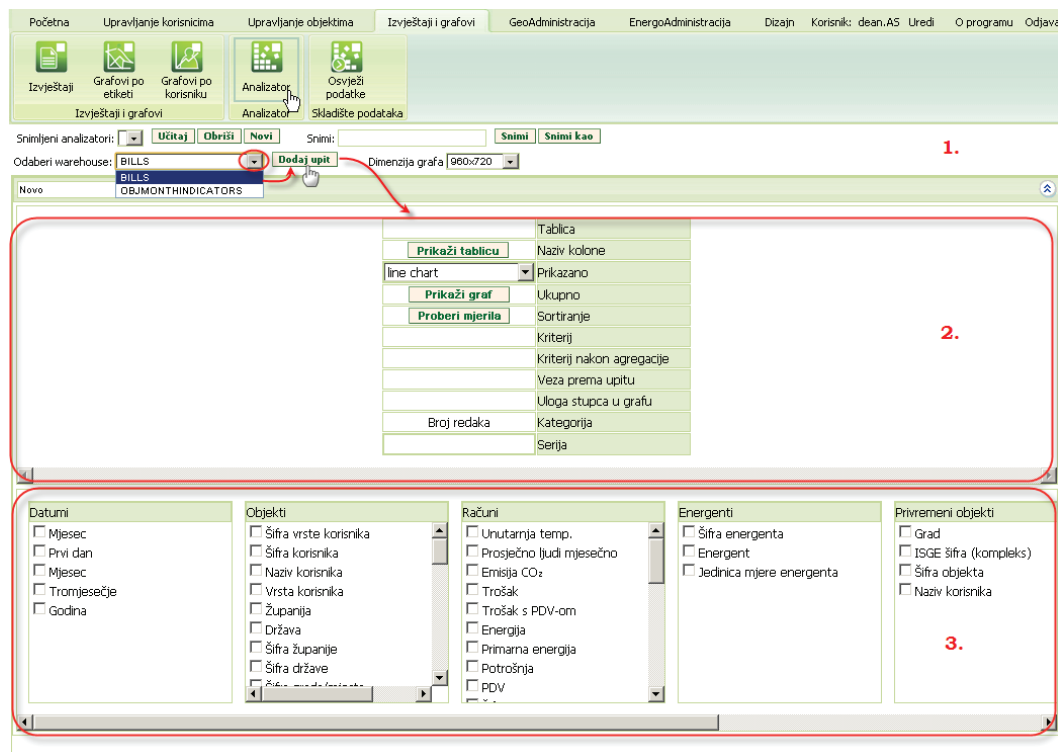 Početna Upravljanje korisnicima Upravljanje objektima Izvještaji i grafovi GeoAdministracija EnergoAdministracija Dizajn Korisnik: dean.AS Uredi O programu Odjava
Izvještaji
Grafovi po etiketi
Grafovi po korisniku
Analizator
Osvježi podatke
Izvještaji i grafovi Analizator Skladište podataka
Snimljeni analizatori: Učitaj Obriši Novi Snimi: Snimi Snimi kao
1.
Odaberi warehouse: BILLS Dodaj upit Dimenzija grafa 960x720
BILLS
OBJMONTHINDICATORS
Novo
Tablica
Prikaži tablicu Naziv kolone
line chart Prikazano
Prikaži graf Ukupno
Proberi mjerila Sortiranje
2.
Kriterij
Kriterij nakon agregacije
Veza prema upitu
Uloga stupca u grafu
Broj redaka Kategorija
Serija
Datumi
Mjesec
Prvi dan
Mjesec
Tromjesečje
Godina
Objekti
Šifra vrste korisnika
Šifra korisnika
Naziv korisnika
Vrsta korisnika
Županija
Država
Šifra županije
Šifra države
Računi
Unutarnja temp.
Prosječno ljudi mjesečno
Emisija CO₂
Trošak
Trošak s PDV-om
Energija
Primarna energija
Potrošnja
PDV
Energenti
Šifra energenta
Energent
Jedinica mjere energenta
Privremeni objekti
Grad
ISGE šifra (kompleks)
Šifra objekta
Naziv korisnika
3.